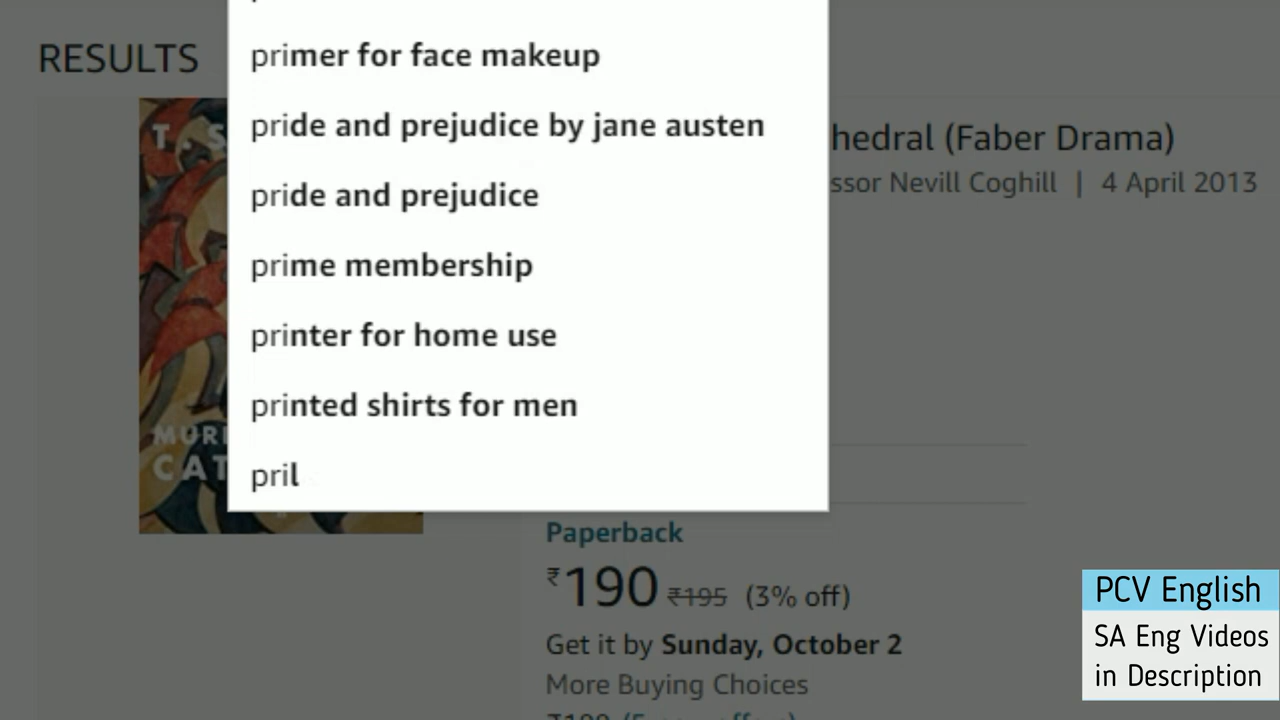 RESULTS
primer for face makeup
pride and prejudice by jane austen
pride and prejudice
prime membership
printer for home use
printed shirts for men
pril
T. S
MUR
CAT
hedral (Faber Drama)
ssor Nevill Coghill | 4 April 2013
Paperback
₹190 ₹195 (3% off)
Get it by Sunday, October 2
More Buying Choices
PCV English
SA Eng Videos
in Description